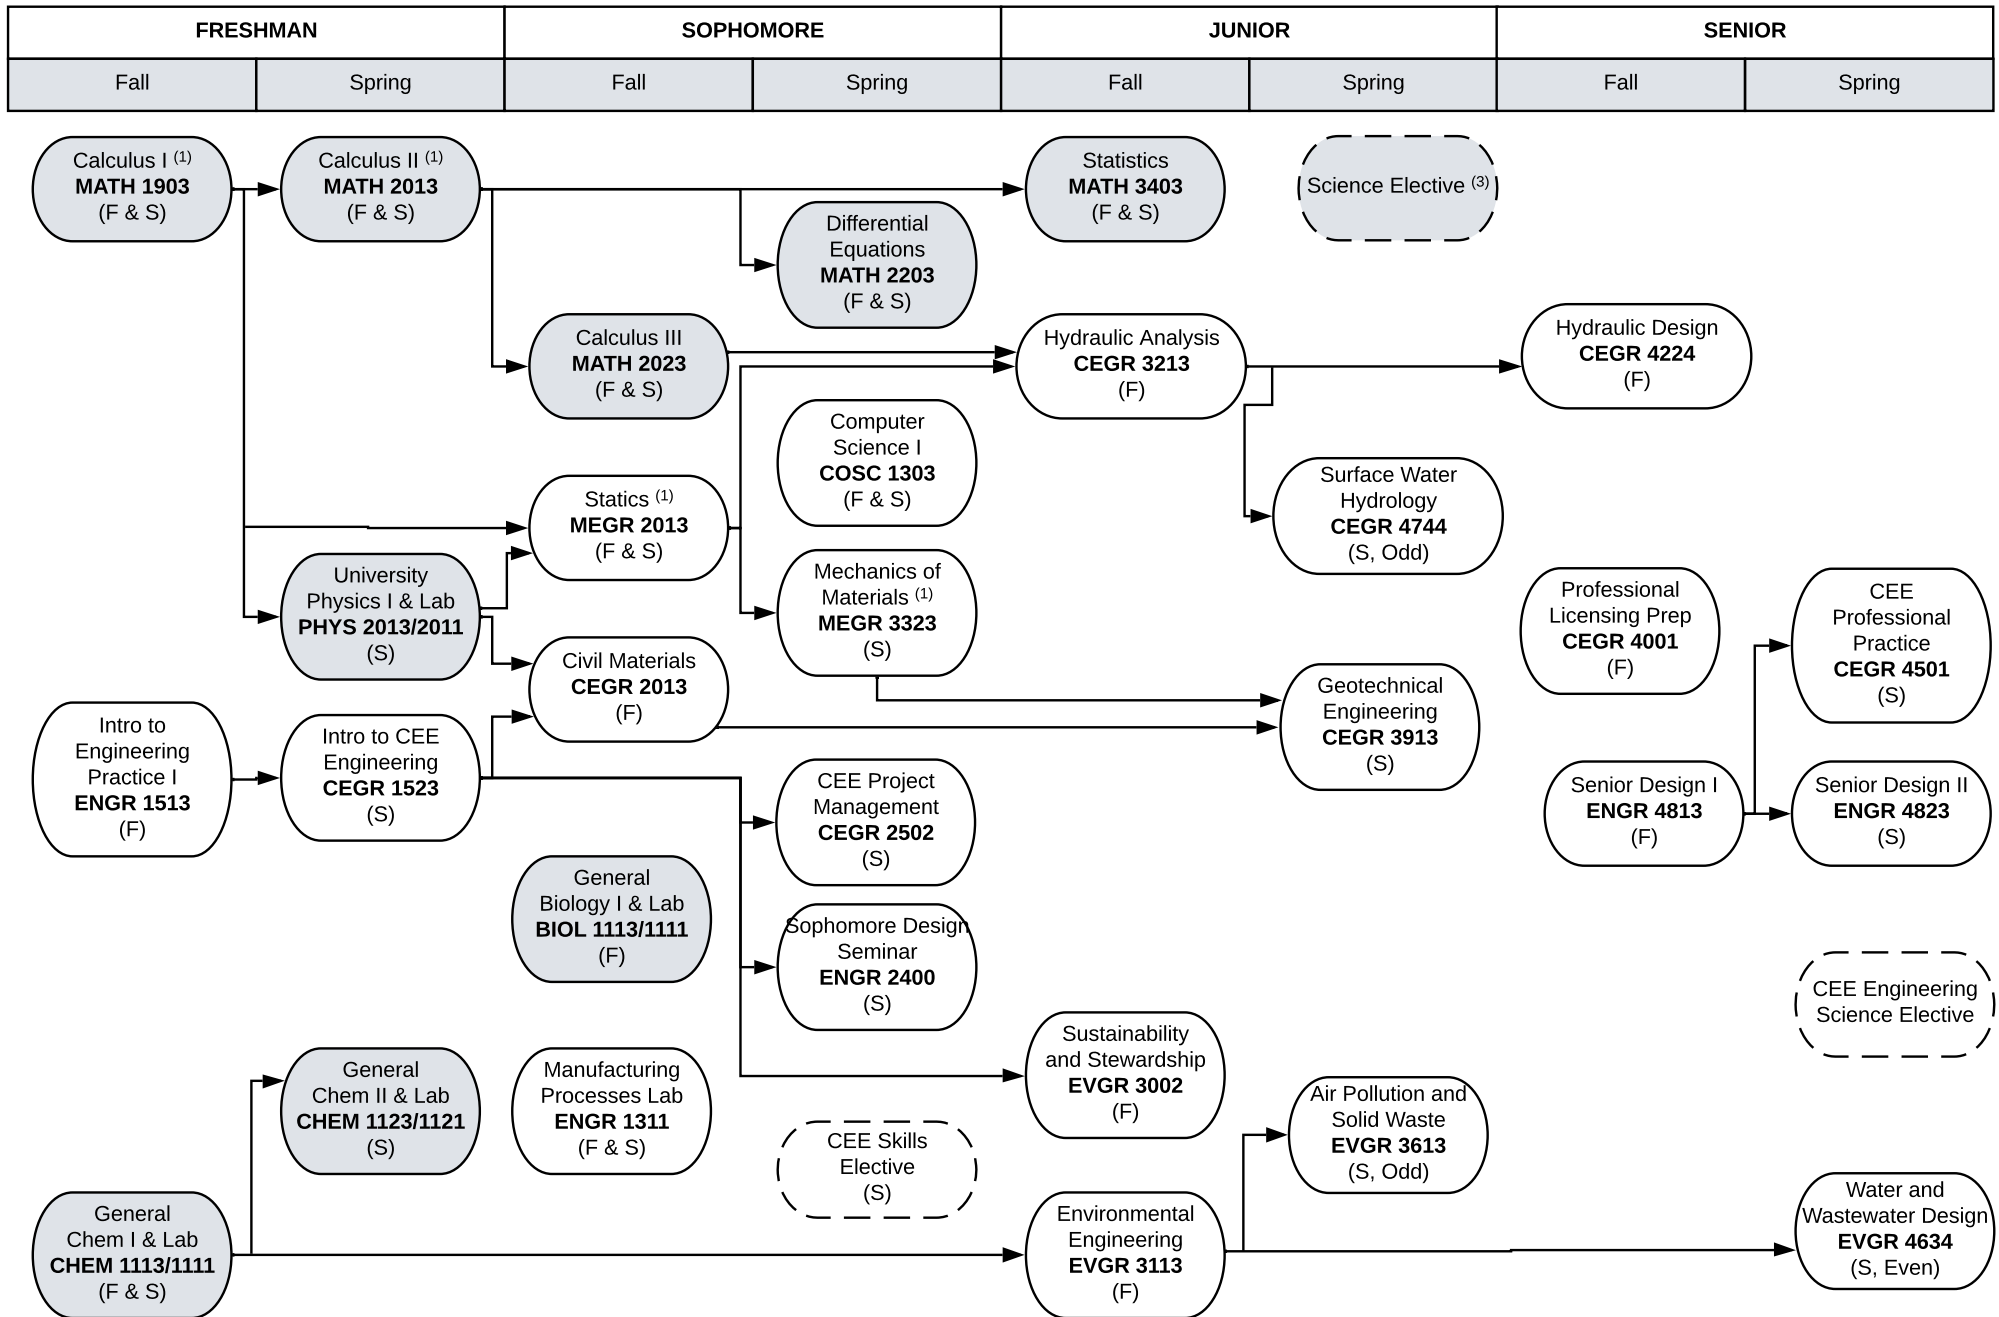 FRESHMAN
SOPHOMORE
JUNIOR
SENIOR
Fall
Spring
Fall
Spring
Fall
Spring
Fall
Spring
Calculus I (1)
MATH 1903
(F & S)
Calculus II (1)
MATH 2013
(F & S)
Statistics
MATH 3403
(F & S)
Science Elective (3)
Differential
Equations
MATH 2203
(F & S)
Calculus III
MATH 2023
(F & S)
Hydraulic Analysis
CEGR 3213
(F)
Hydraulic Design
CEGR 4224
(F)
Computer
Science I
COSC 1303
(F & S)
Statics (1)
MEGR 2013
(F & S)
Surface Water
Hydrology
CEGR 4744
(S, Odd)
University
Physics I & Lab
PHYS 2013/2011
(S)
Mechanics of
Materials (1)
MEGR 3323
(S)
Professional
Licensing Prep
CEGR 4001
(F)
CEE
Professional
Practice
CEGR 4501
(S)
Civil Materials
CEGR 2013
(F)
Geotechnical
Engineering
CEGR 3913
(S)
Intro to
Engineering
Practice I
ENGR 1513
(F)
Intro to CEE
Engineering
CEGR 1523
(S)
CEE Project
Management
CEGR 2502
(S)
Senior Design I
ENGR 4813
(F)
Senior Design II
ENGR 4823
(S)
General
Biology I & Lab
BIOL 1113/1111
(F)
Sophomore Design
Seminar
ENGR 2400
(S)
CEE Engineering
Science Elective
General
Chem II & Lab
CHEM 1123/1121
(S)
Manufacturing
Processes Lab
ENGR 1311
(F & S)
Sustainability
and Stewardship
EVGR 3002
(F)
Air Pollution and
Solid Waste
EVGR 3613
(S, Odd)
CEE Skills
Elective
(S)
General
Chem I & Lab
CHEM 1113/1111
(F & S)
Environmental
Engineering
EVGR 3113
(F)
Water and
Wastewater Design
EVGR 4634
(S, Even)